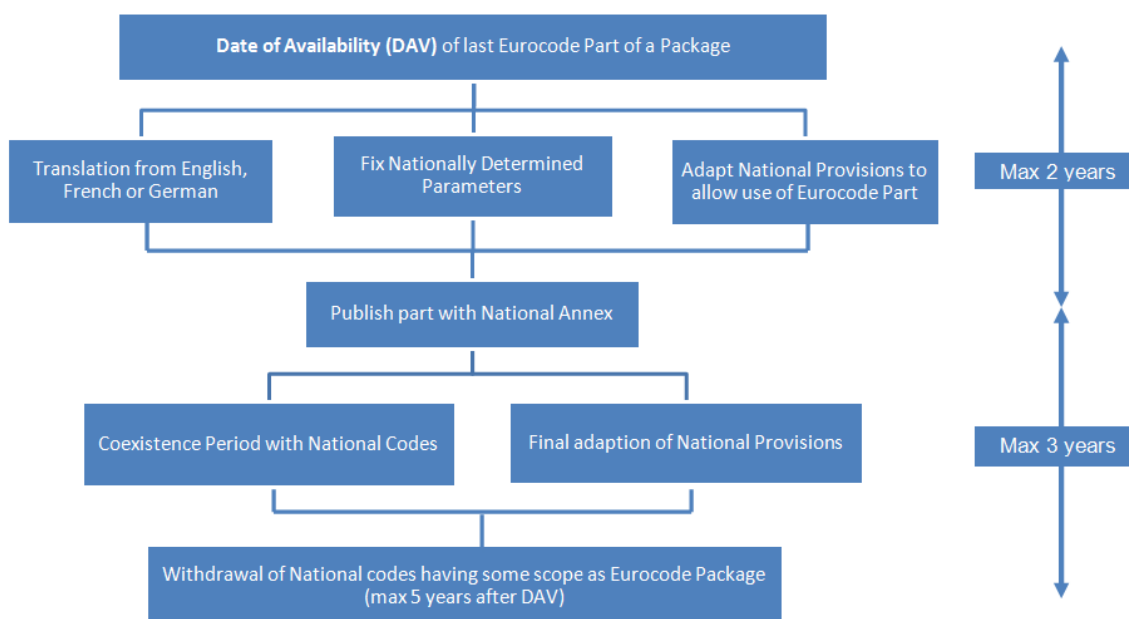 Date of Availability (DAV) of last Eurocode Part of a Package
Translation from English,
French or German
Fix Nationally Determined
Parameters
Adapt National Provisions to
allow use of Eurocode Part
Max 2 years
Publish part with National Annex
Coexistence Period with National Codes
Final adaption of National Provisions
Max 3 years
Withdrawal of National codes having some scope as Eurocode Package
(max 5 years after DAV)